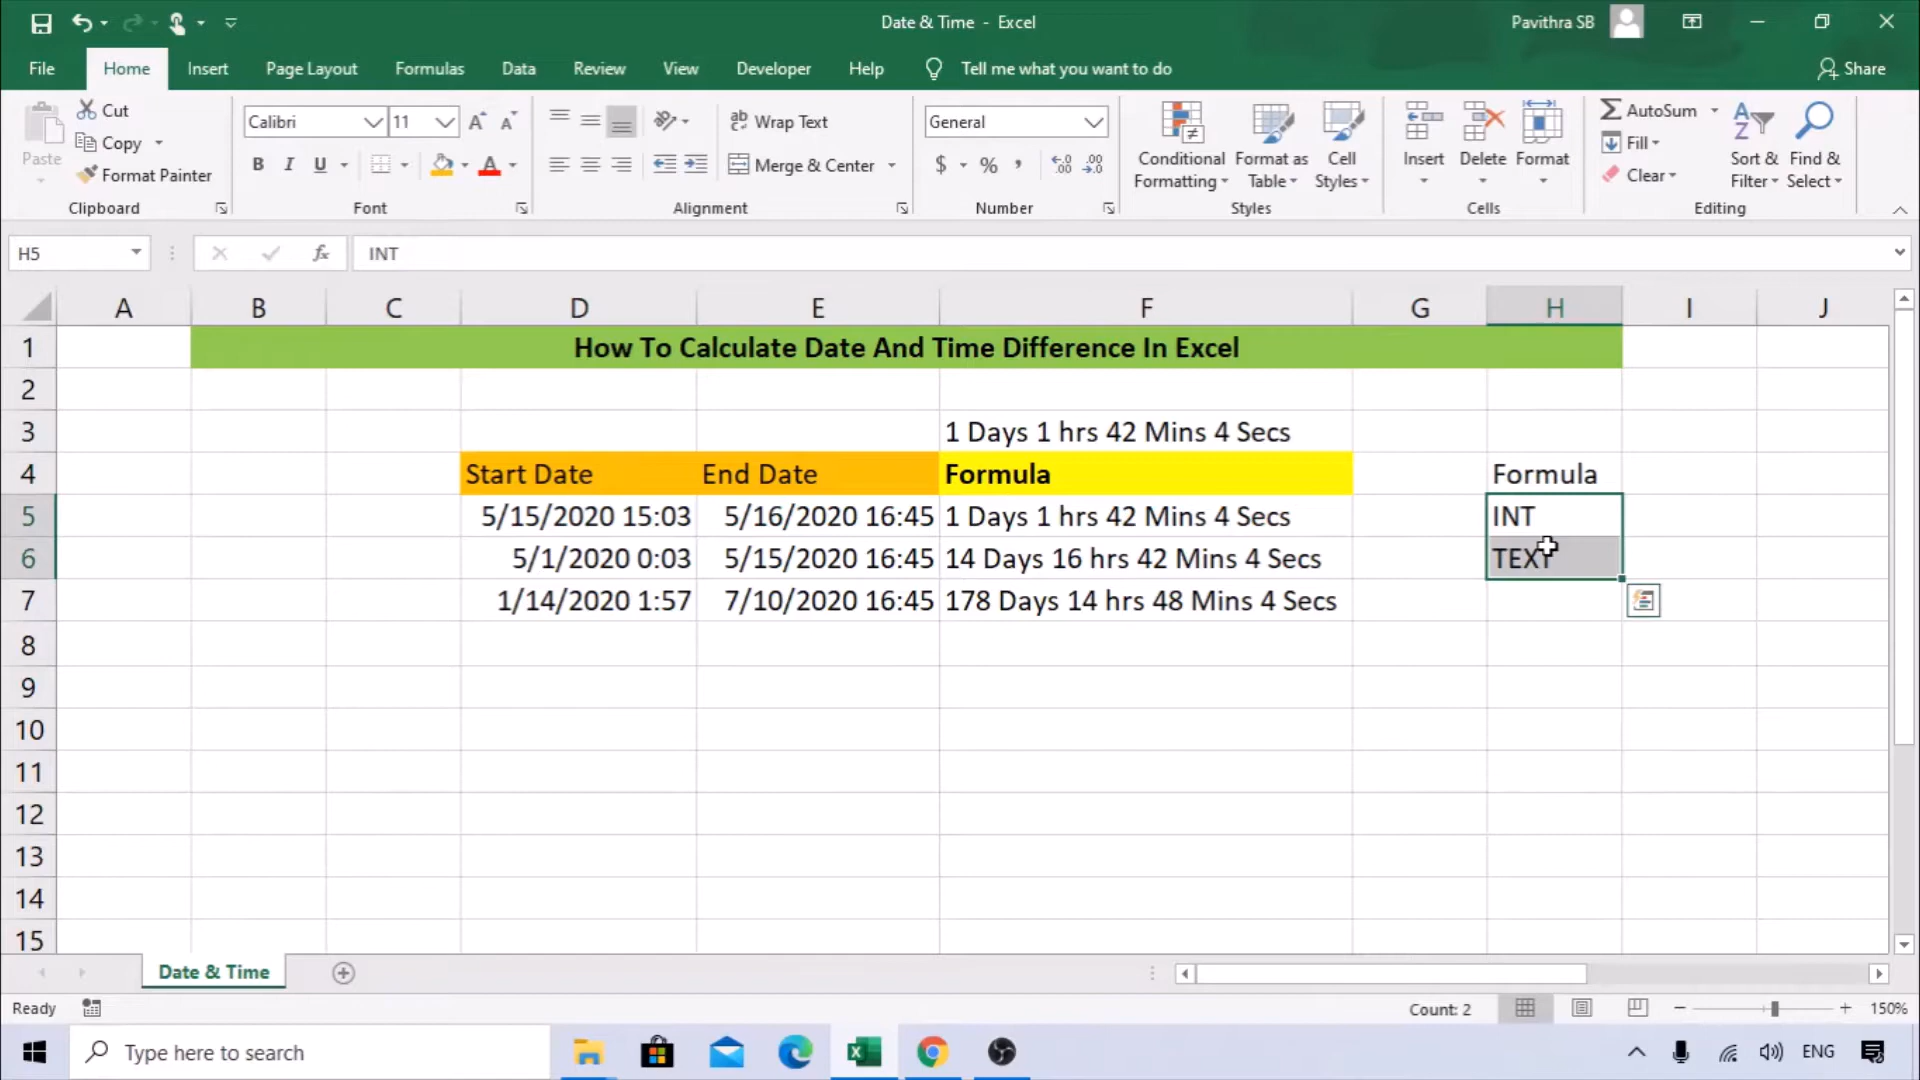 Date & Time - Excel
Pavithra SB
File Home Insert Page Layout Formulas Data Review View Developer Help Tell me what you want to do Share
Paste Cut Copy Format Painter
Clipboard
Calibri 11
B I U A
Font
Wrap Text
Merge & Center
Alignment
General
$ % ,
Number
Conditional Formatting Format as Table Cell Styles
Styles
Insert Delete Format
Cells
AutoSum
Fill
Clear
Sort & Filter Find & Select
Editing
H5 fx INT
A B C D E F G H I J
1 How To Calculate Date And Time Difference In Excel
2
3 1 Days 1 hrs 42 Mins 4 Secs
4 Start Date End Date Formula Formula
5 5/15/2020 15:03 5/16/2020 16:45 1 Days 1 hrs 42 Mins 4 Secs INT
6 5/1/2020 0:03 5/15/2020 16:45 14 Days 16 hrs 42 Mins 4 Secs TEXT
7 1/14/2020 1:57 7/10/2020 16:45 178 Days 14 hrs 48 Mins 4 Secs
8
9
10
11
12
13
14
15
Date & Time
Ready Count: 2 150%
Type here to search ENG